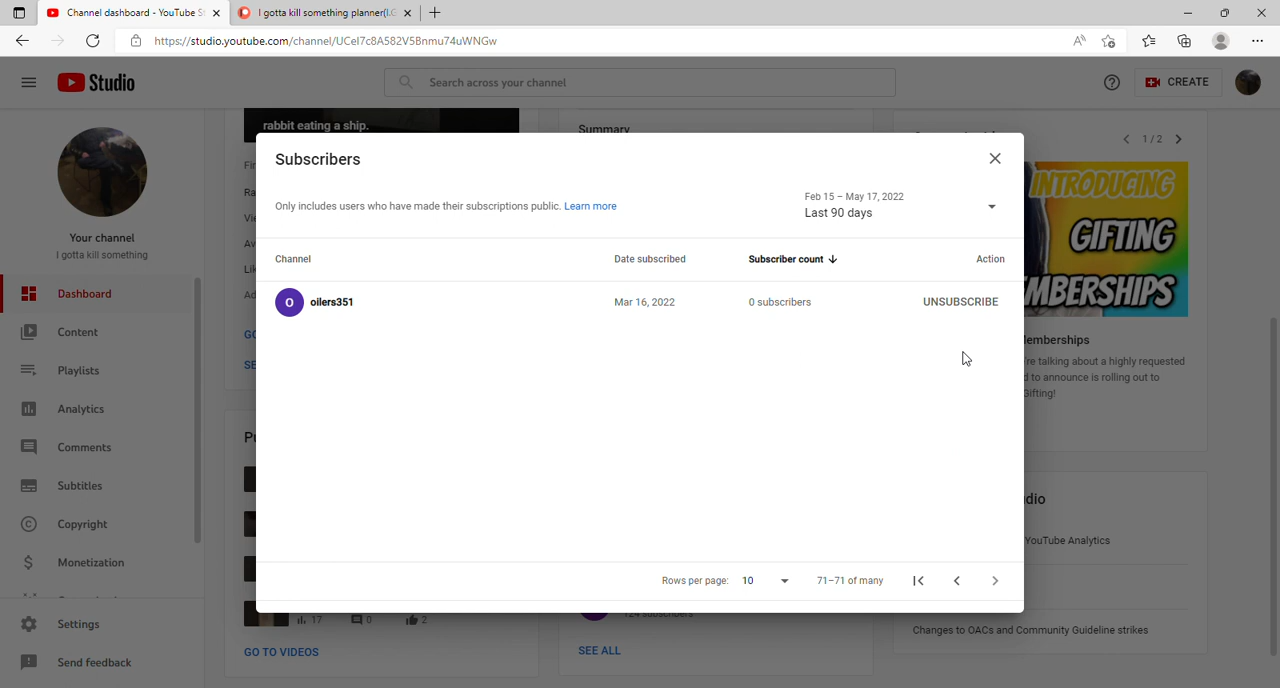 Channel dashboard - YouTube S
I gotta kill something planner(I.G
https://studio.youtube.com/channel/UCeI7c8A582V5Bnmu74uWNGw
Studio
Search across your channel
CREATE
rabbit eating a ship.
Summary
1 / 2
Subscribers
Only includes users who have made their subscriptions public. Learn more
Feb 15 – May 17, 2022
Last 90 days
Channel
Date subscribed
Subscriber count
Action
O
oilers351
Mar 16, 2022
0 subscribers
UNSUBSCRIBE
Rows per page:
10
71–71 of many
Your channel
I gotta kill something
Dashboard
Content
Playlists
Analytics
Comments
Subtitles
Copyright
Monetization
Settings
Send feedback
17
0
2
GO TO VIDEOS
SEE ALL
INTRODUCING
GIFTING
MBERSHIPS
emberships
're talking about a highly requested
d to announce is rolling out to
Gifting!
dio
YouTube Analytics
Changes to OACs and Community Guideline strikes